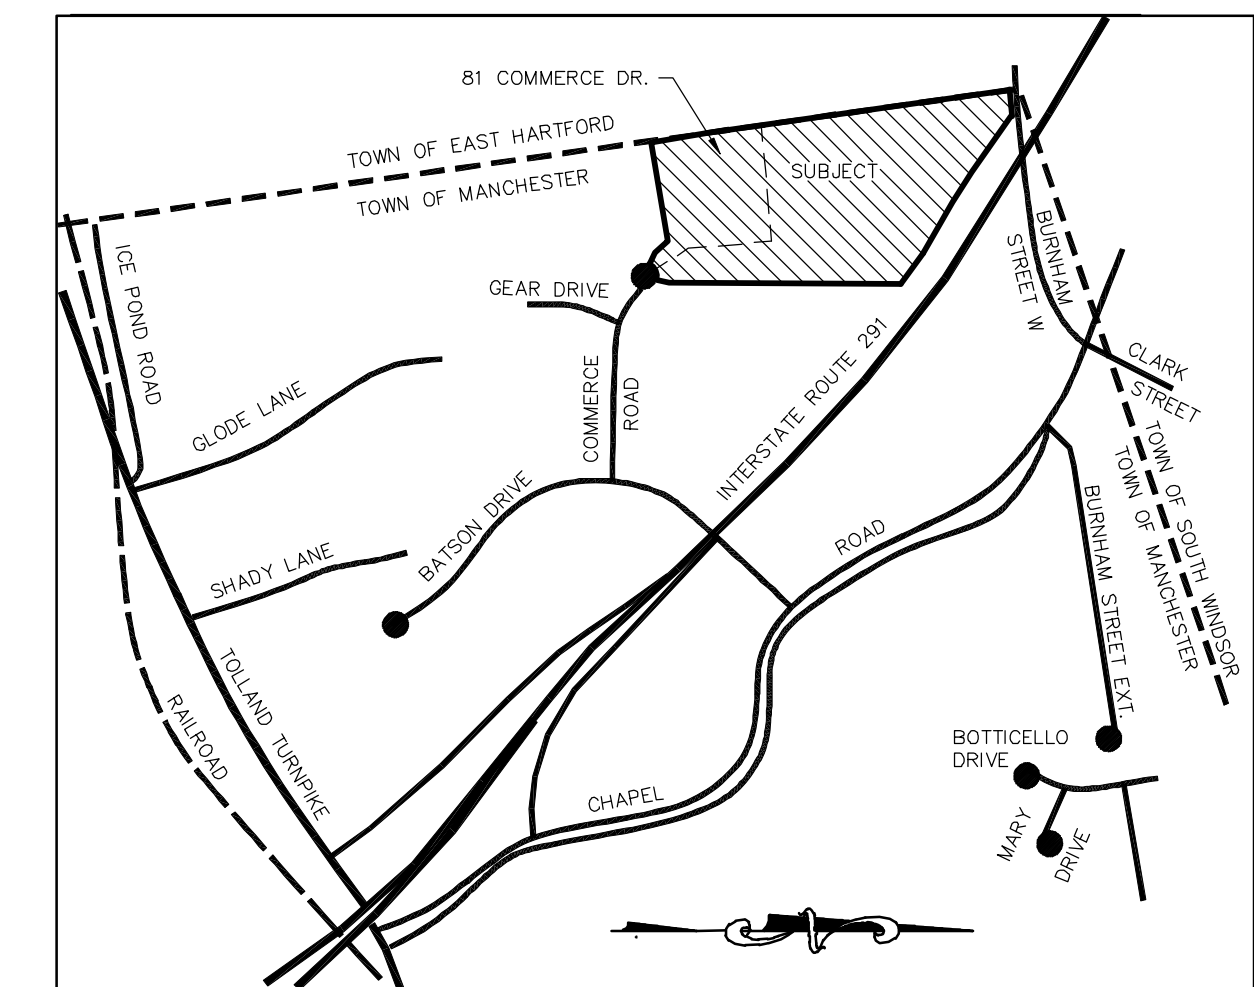 81 COMMERCE DR.
TOWN OF EAST HARTFORD
TOWN OF MANCHESTER
SUBJECT
ICE POND ROAD
GEAR DRIVE
BURNHAM
STREET W
CLARK
STREET
GLODE LANE
COMMERCE
ROAD
INTERSTATE ROUTE 291
TOWN OF SOUTH WINDSOR
TOWN OF MANCHESTER
BATSON DRIVE
ROAD
BURNHAM STREET EXT.
SHADY LANE
TOLLAND TURNPIKE
RAILROAD
BOTTICELLO
DRIVE
CHAPEL
MARY
DRIVE